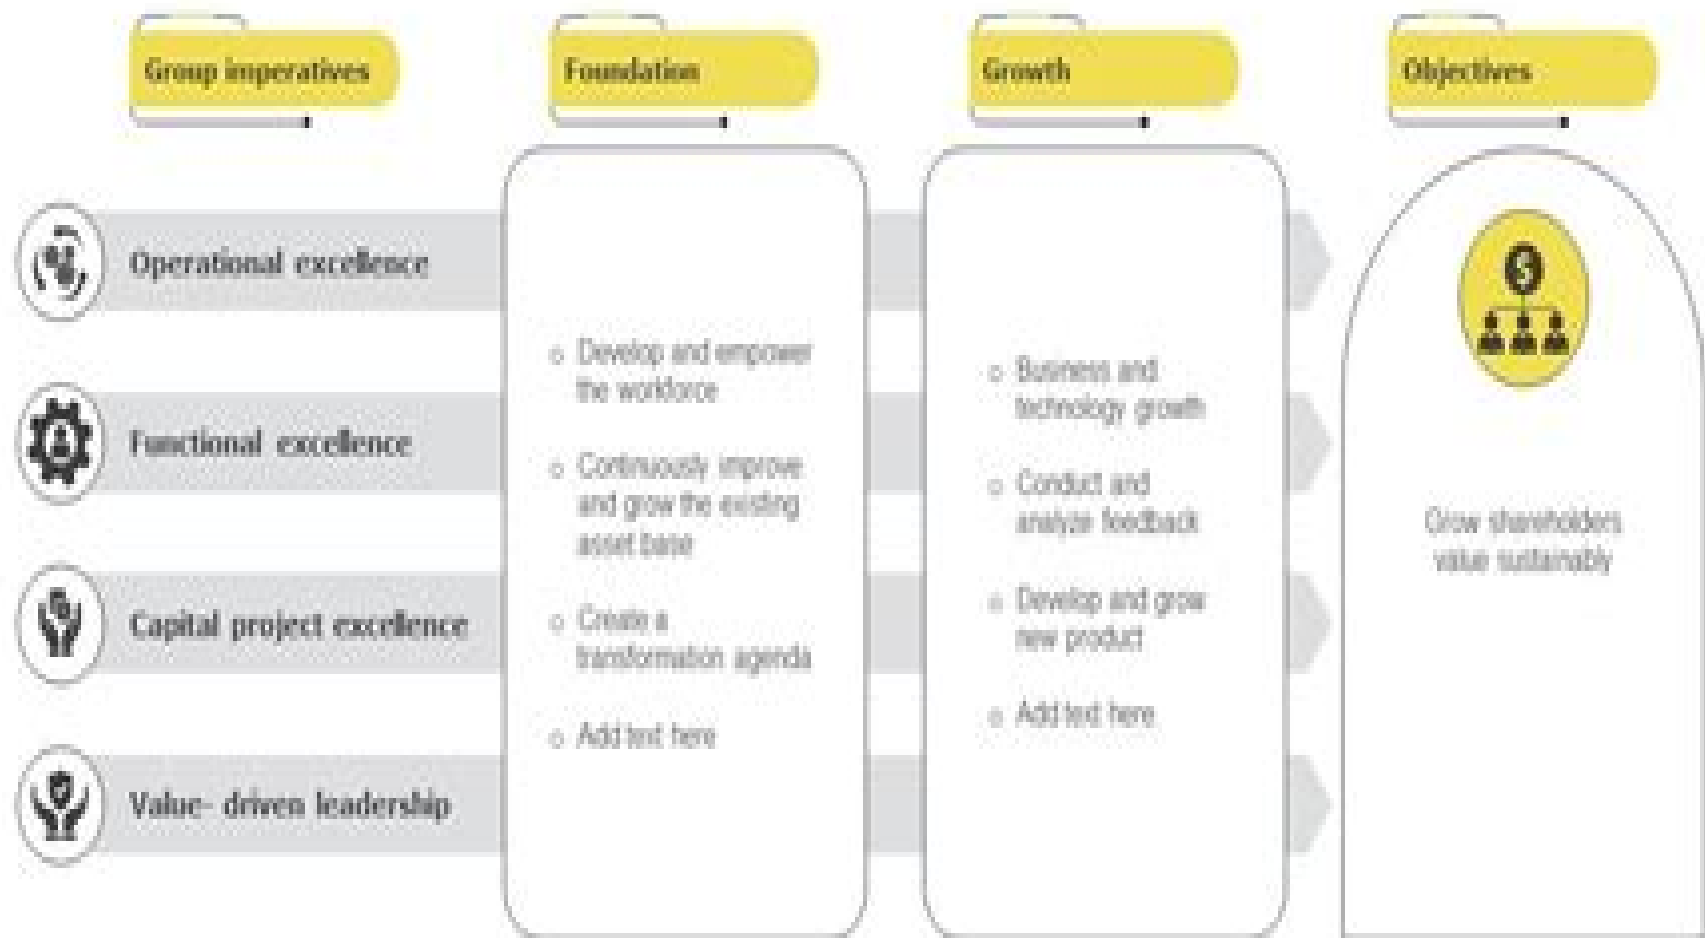 Group imperatives
Foundation
Growth
Objectives
Operational excellence
Functional excellence
Capital project excellence
Value- driven leadership
Develop and empower
the workforce
Continuously improve
and grow the existing
asset base
Create a
transformation agenda
Add text here
Business and
technology growth
Conduct and
analyze feedback
Develop and grow
new product
Add text here
Grow shareholders
value sustainably